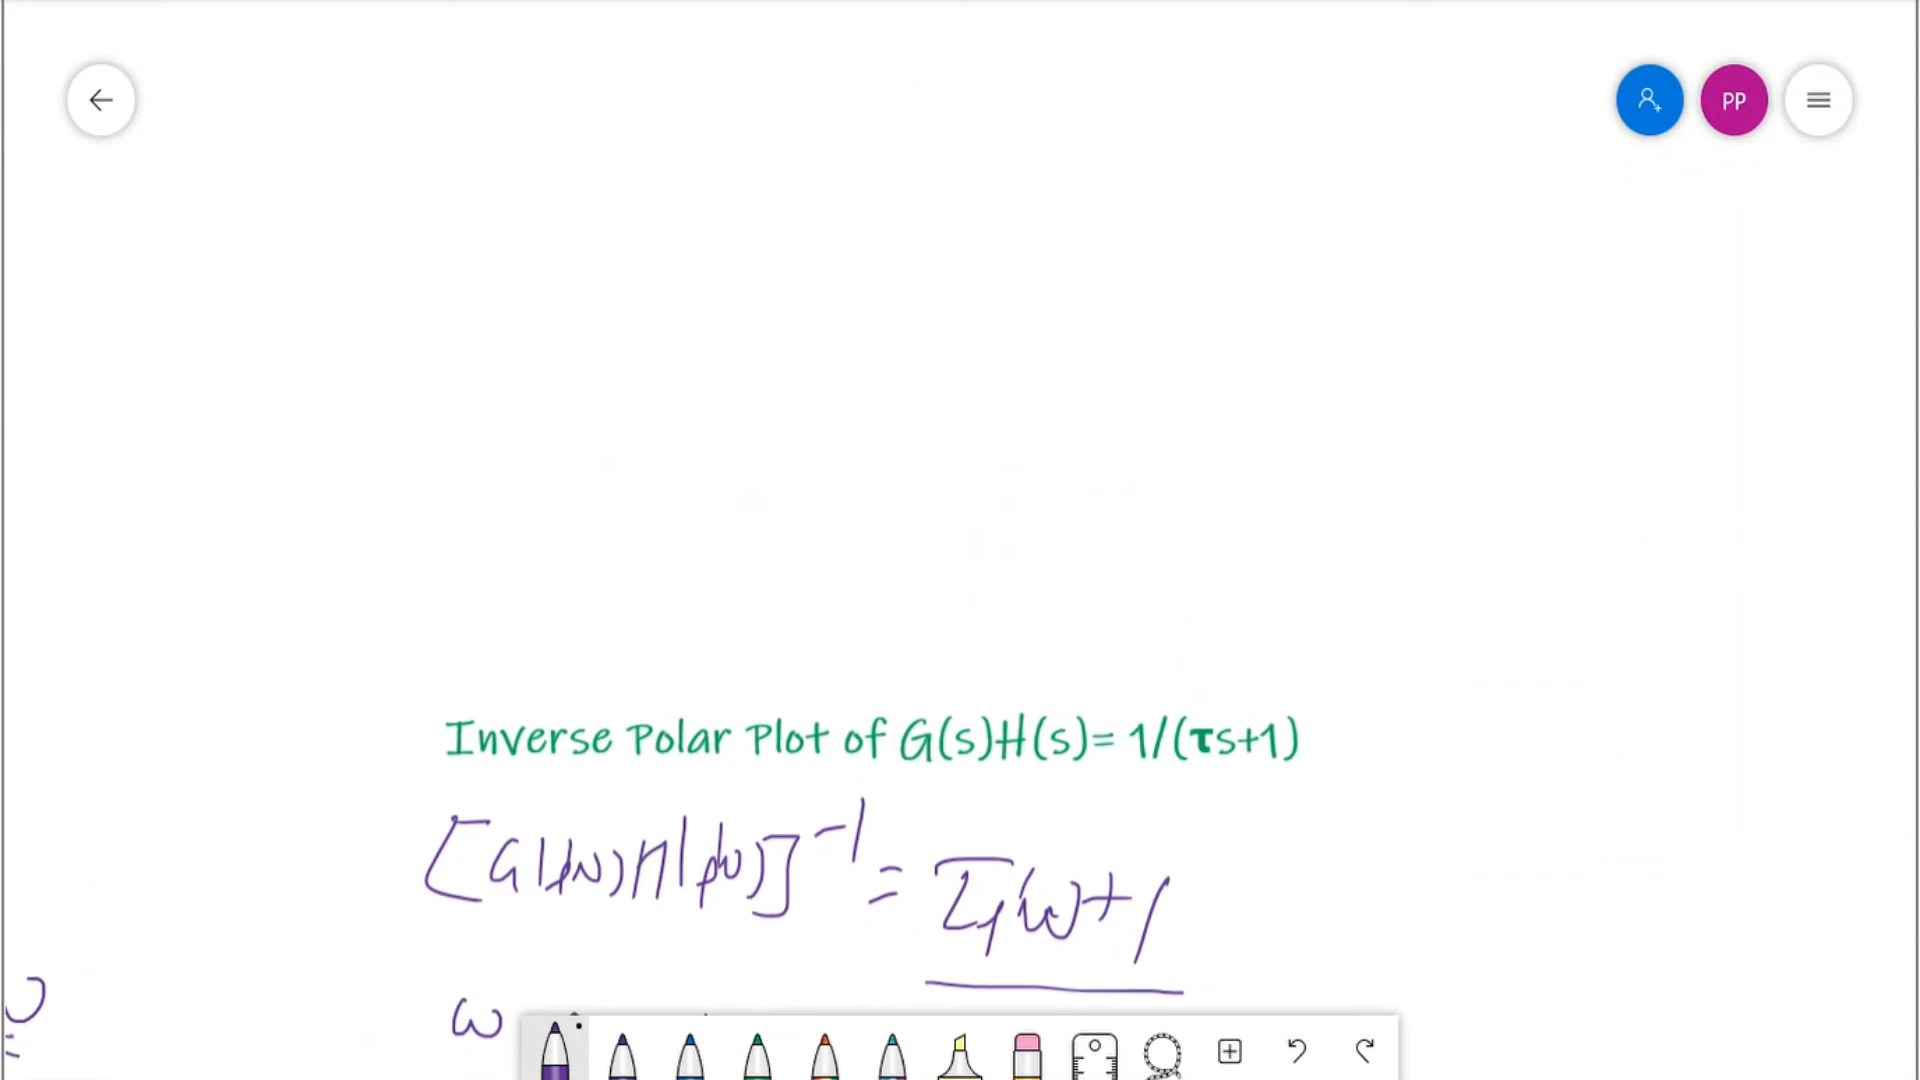 PP
Inverse Polar Plot of G(s)H(s)= 1/(τs+1)
[G(jω)H(jω)]⁻¹ = τjω+1
ω